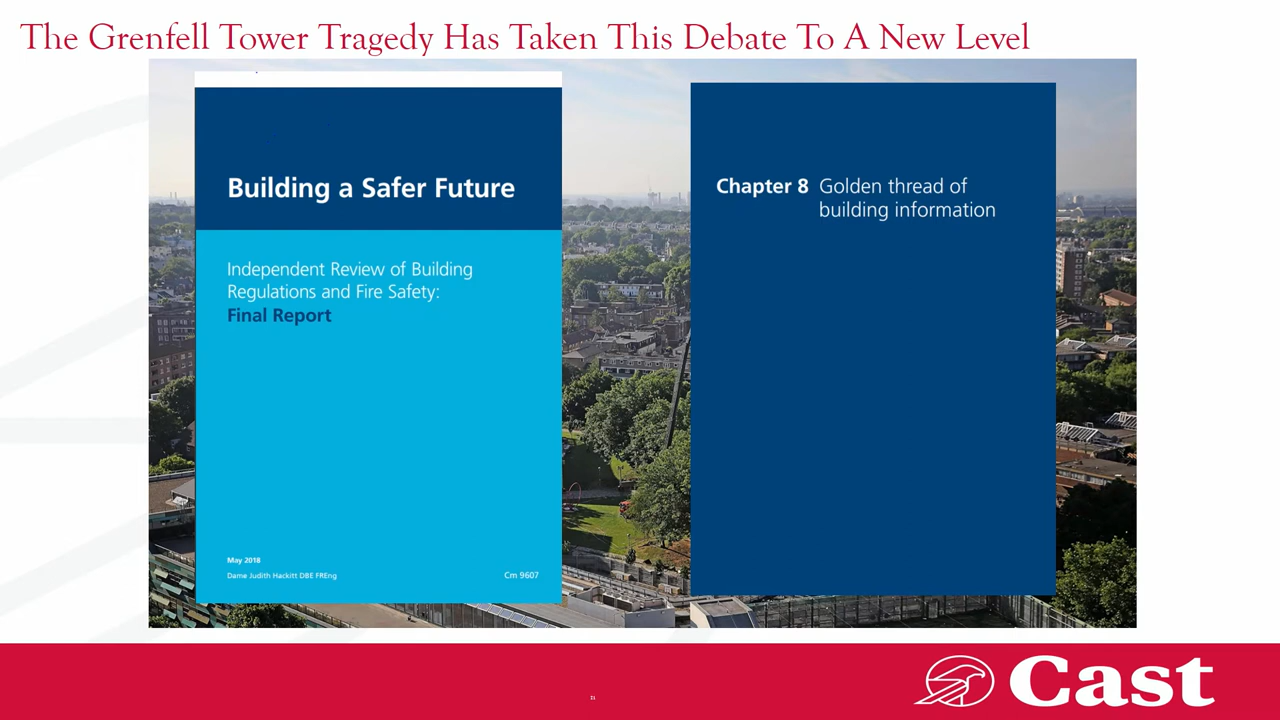 The Grenfell Tower Tragedy Has Taken This Debate To A New Level
Building a Safer Future
Independent Review of Building
Regulations and Fire Safety:
Final Report
May 2018
Dame Judith Hackitt DBE FREng
Cm 9607
Chapter 8 Golden thread of
building information
21
Cast